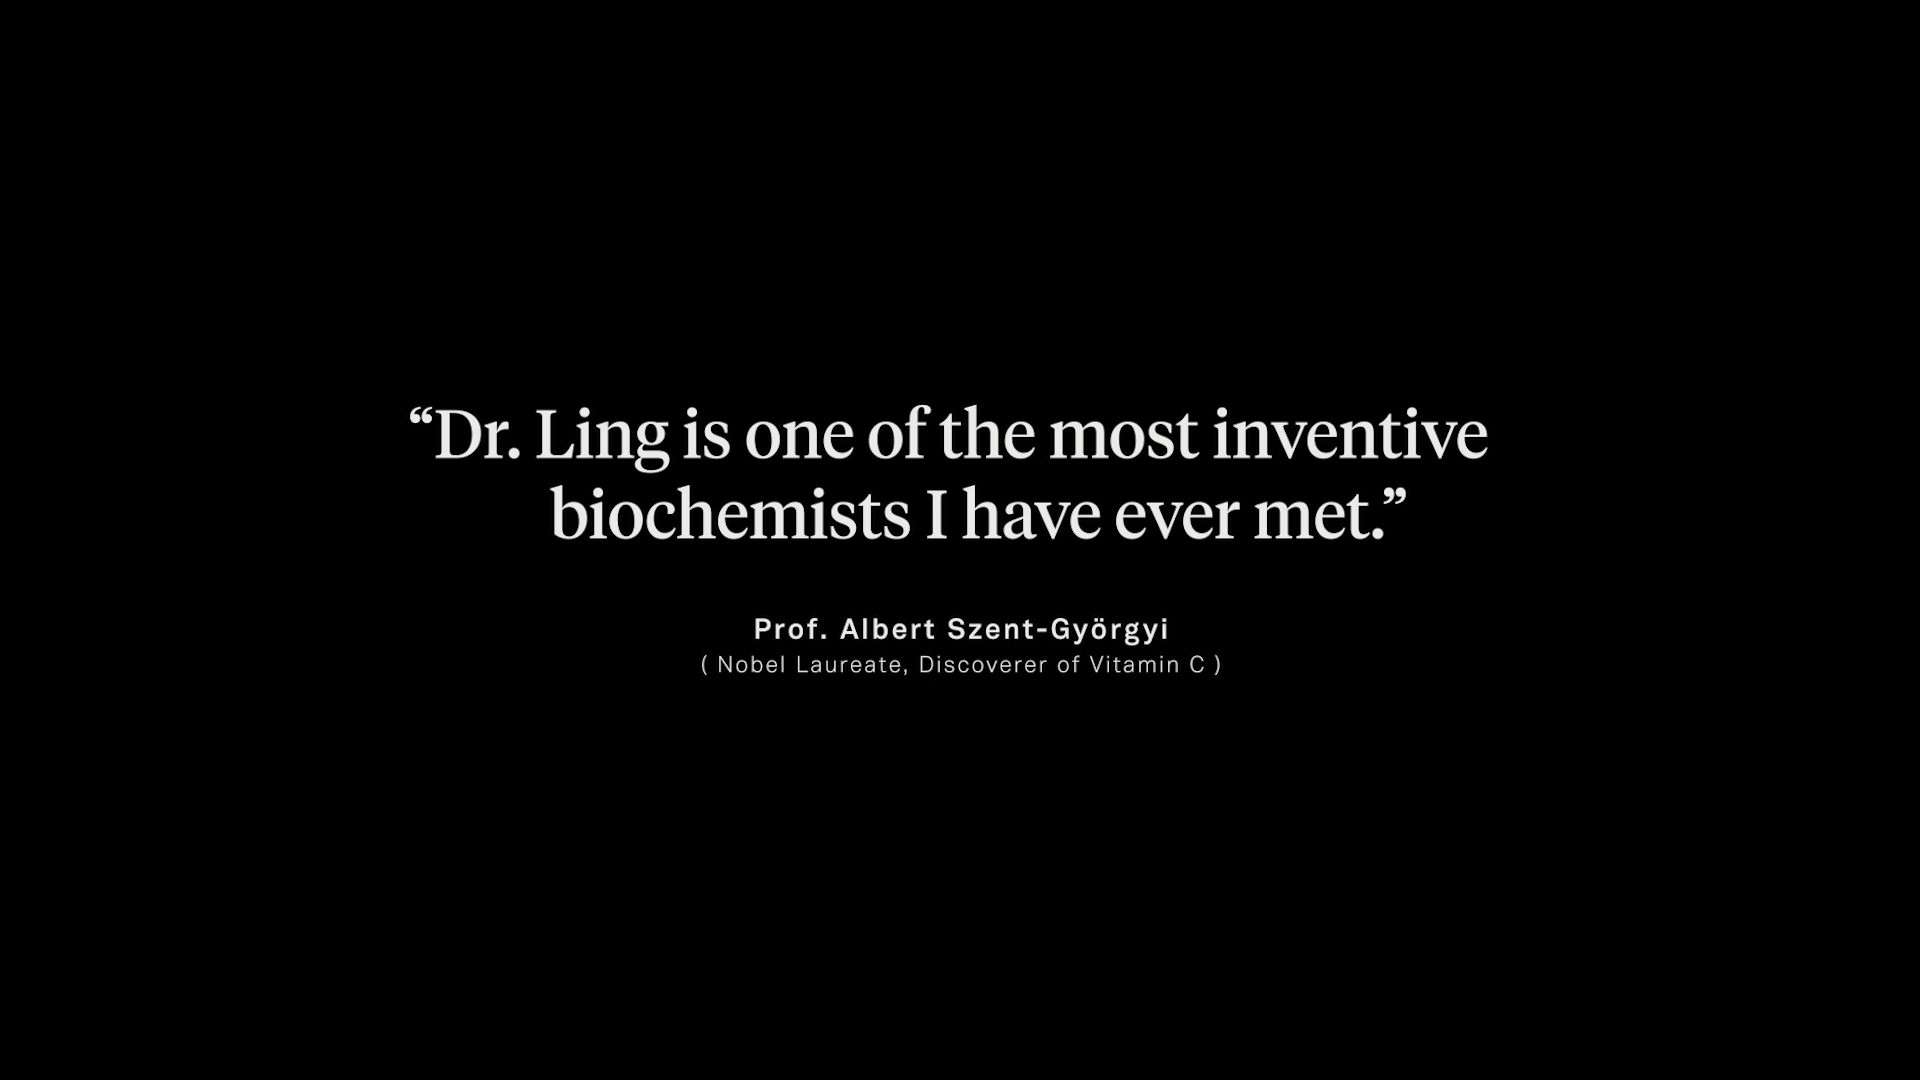 “Dr. Ling is one of the most inventive
biochemists I have ever met.”
Prof. Albert Szent-Györgyi
( Nobel Laureate, Discoverer of Vitamin C )